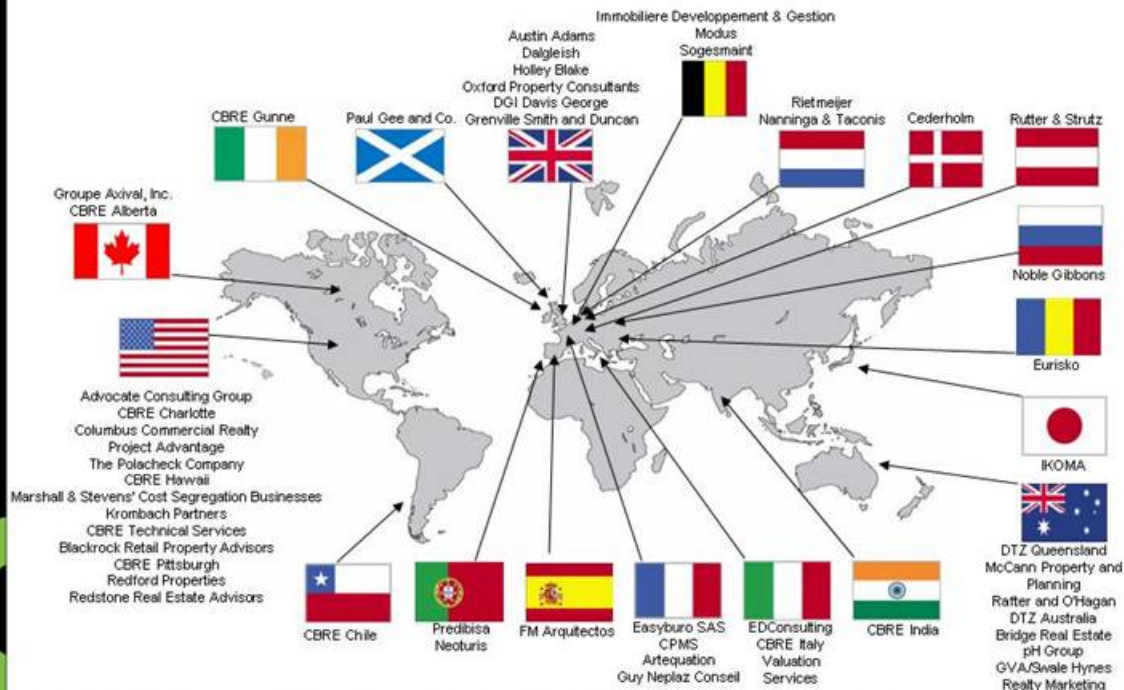 Immobiliere Developpement & Gestion
Modus
Sogesmaint
Austin Adams
Dalgleish
Holley Blake
Oxford Property Consultants
DGI Davis George
Grenville Smith and Duncan
CBRE Gunne
Paul Gee and Co.
Rietmeijer
Nanninga & Taconis
Cederholm
Rutter & Strutz
Groupe Axival, Inc.
CBRE Alberta
Noble Gibbons
Eurisko
Advocate Consulting Group
CBRE Charlotte
Columbus Commercial Realty
Project Advantage
The Polacheck Company
CBRE Hawaii
Marshall & Stevens' Cost Segregation Businesses
Krombach Partners
CBRE Technical Services
Blackrock Retail Property Advisors
CBRE Pittsburgh
Redford Properties
Redstone Real Estate Advisors
IKOMA
CBRE Chile
Predibisa
Neoturis
FM Arquitectos
Easyburo SAS
CPMS
Artequation
Guy Neplaz Conseil
EDConsulting
CBRE Italy
Valuation
Services
CBRE India
DTZ Queensland
McCann Property and
Planning
Rafter and O'Hagan
DTZ Australia
Bridge Real Estate
pH Group
GVA/Swale Hynes
Realty Marketing